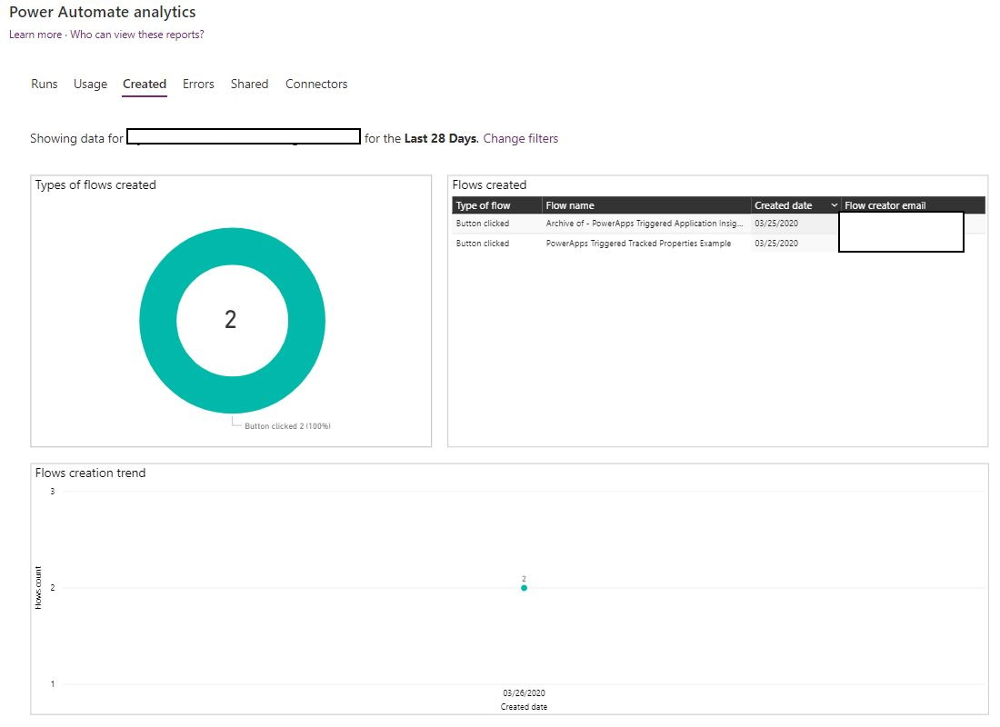 Power Automate analytics
Learn more · Who can view these reports?
Runs Usage Created Errors Shared Connectors
Showing data for for the Last 28 Days. Change filters
Types of flows created
2
Button clicked 2 (100%)
Flows created
Type of flow Flow name Created date Flow creator email
Button clicked Archive of - PowerApps Triggered Application Insig... 03/25/2020
Button clicked PowerApps Triggered Tracked Properties Example 03/25/2020
Flows creation trend
3
Flows count
2
2
1
03/26/2020
Created date